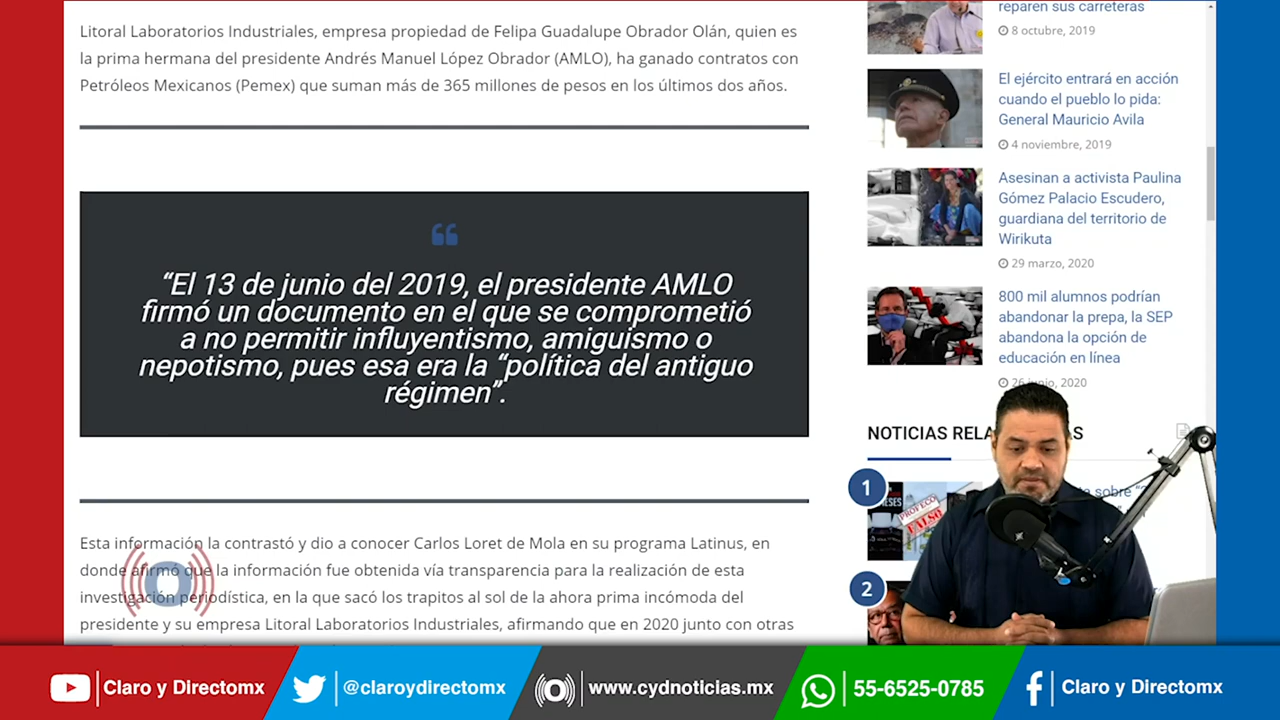 Litoral Laboratorios Industriales, empresa propiedad de Felipa Guadalupe Obrador Olán, quien es
la prima hermana del presidente Andrés Manuel López Obrador (AMLO), ha ganado contratos con
Petróleos Mexicanos (Pemex) que suman más de 365 millones de pesos en los últimos dos años.
“El 13 de junio del 2019, el presidente AMLO
firmó un documento en el que se comprometió
a no permitir influyentismo, amiguismo o
nepotismo, pues esa era la “política del antiguo
régimen”.
Esta información la contrastó y dio a conocer Carlos Loret de Mola en su programa Latinus, en
donde afirmó que la información fue obtenida vía transparencia para la realización de esta
investigación periodística, en la que sacó los trapitos al sol de la ahora prima incómoda del
presidente y su empresa Litoral Laboratorios Industriales, afirmando que en 2020 junto con otras
reparen sus carreteras
8 octubre, 2019
El ejército entrará en acción
cuando el pueblo lo pida:
General Mauricio Avila
4 noviembre, 2019
Asesinan a activista Paulina
Gómez Palacio Escudero,
guardiana del territorio de
Wirikuta
29 marzo, 2020
800 mil alumnos podrían
abandonar la prepa, la SEP
abandona la opción de
educación en línea
26 junio, 2020
NOTICIAS
1
sobre
PROFECO
FALSO
2
Claro y Directomx
@claroydirectomx
www.cydnoticias.mx
55-6525-0785
Claro y Directomx